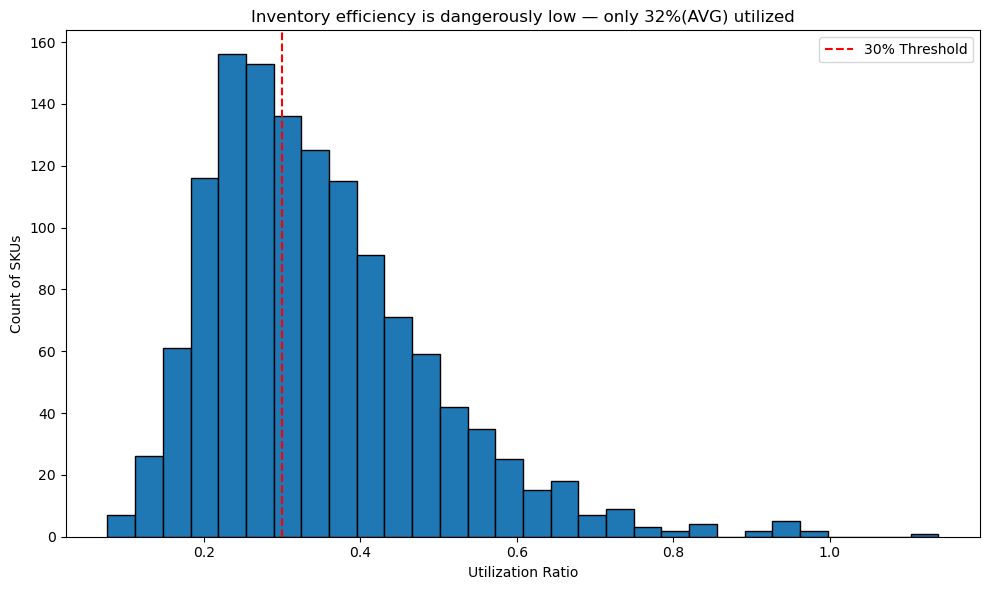 Inventory efficiency is dangerously low — only 32%(AVG) utilized
30% Threshold
160
140
120
100
80
60
40
20
0
Count of SKUs
0.2 0.4 0.6 0.8 1.0
Utilization Ratio